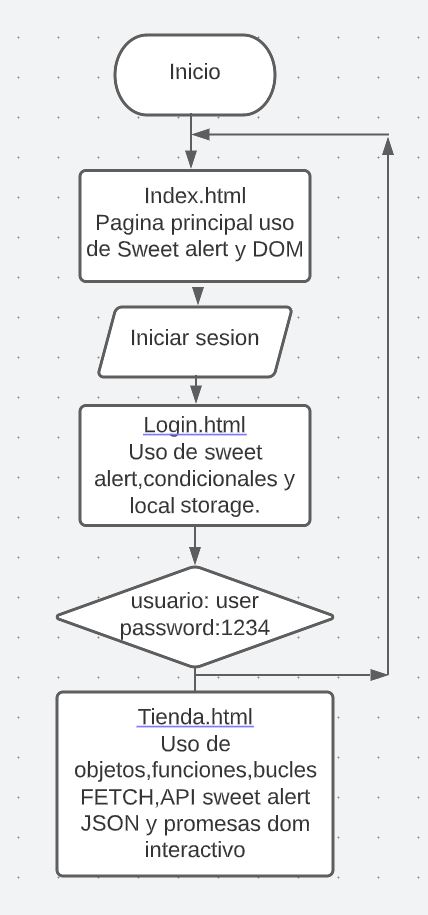 Inicio
Index.html
Pagina principal uso
de Sweet alert y DOM
Iniciar sesion
Login.html
Uso de sweet
alert,condicionales y
local storage.
usuario: user
password:1234
Tienda.html
Uso de
objetos,funciones,bucles
FETCH,API sweet alert
JSON y promesas dom
interactivo